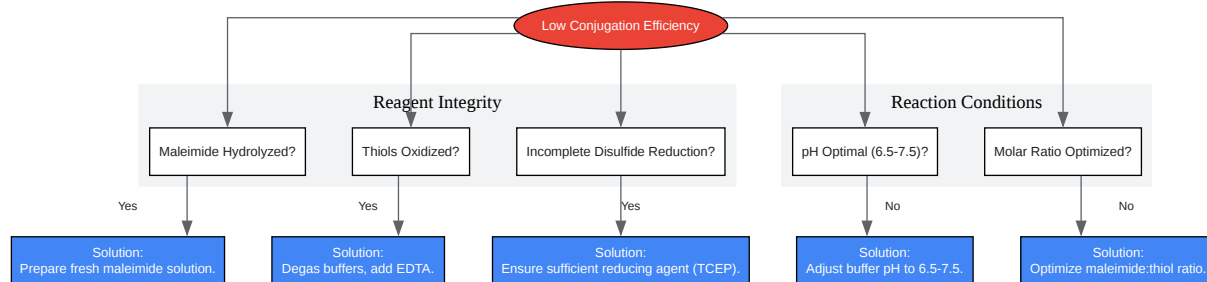 Low Conjugation Efficiency
Reagent Integrity
Reaction Conditions
Maleimide Hydrolyzed?
Thiols Oxidized?
Incomplete Disulfide Reduction?
pH Optimal (6.5-7.5)?
Molar Ratio Optimized?
Yes
Yes
Yes
No
No
Solution:
Prepare fresh maleimide solution.
Solution:
Degas buffers, add EDTA.
Solution:
Ensure sufficient reducing agent (TCEP).
Solution:
Adjust buffer pH to 6.5-7.5.
Solution:
Optimize maleimide:thiol ratio.